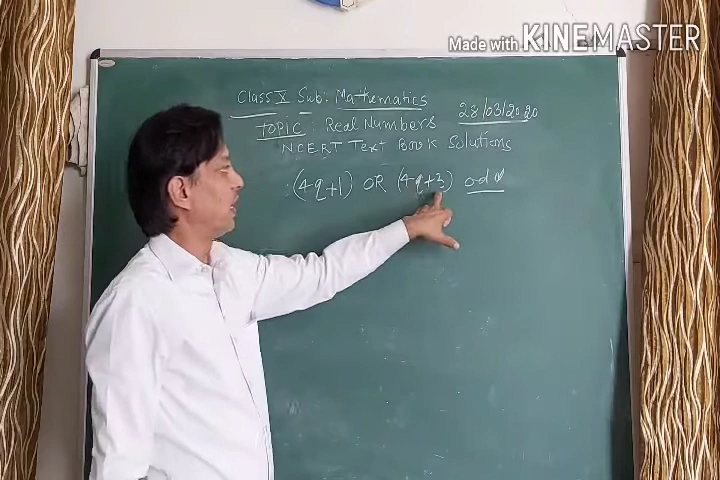 Made with KINEMASTER
Class X Sub. Mathematics 28/03/2020
TOPIC : Real Numbers
NCERT Text Book Solutions
(4q+1) OR (4q+3) odd